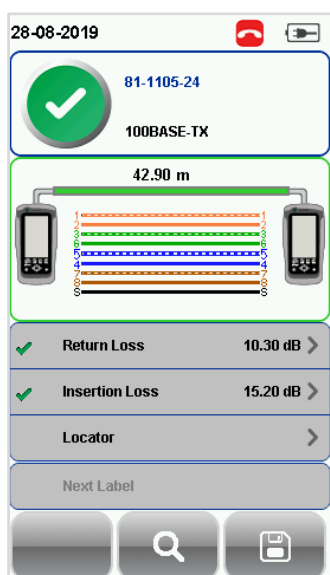 28-08-2019
81-1105-24
100BASE-TX
42.90 m
1 1
2 2
3 3
6 6
5 5
4 4
7 7
8 8
S S
Return Loss 10.30 dB
Insertion Loss 15.20 dB
Locator
Next Label